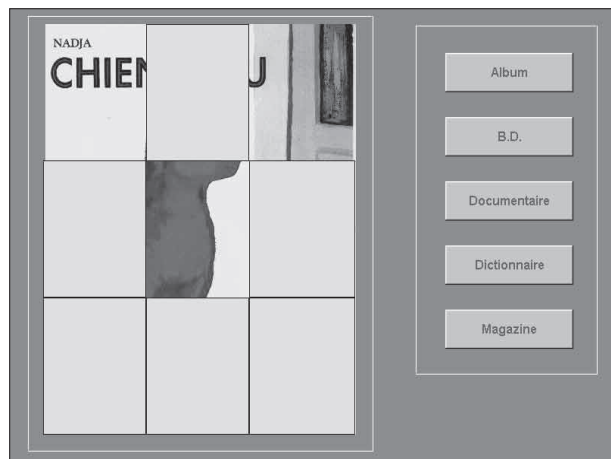 NADJA
CHIEN U
Album
B.D.
Documentaire
Dictionnaire
Magazine